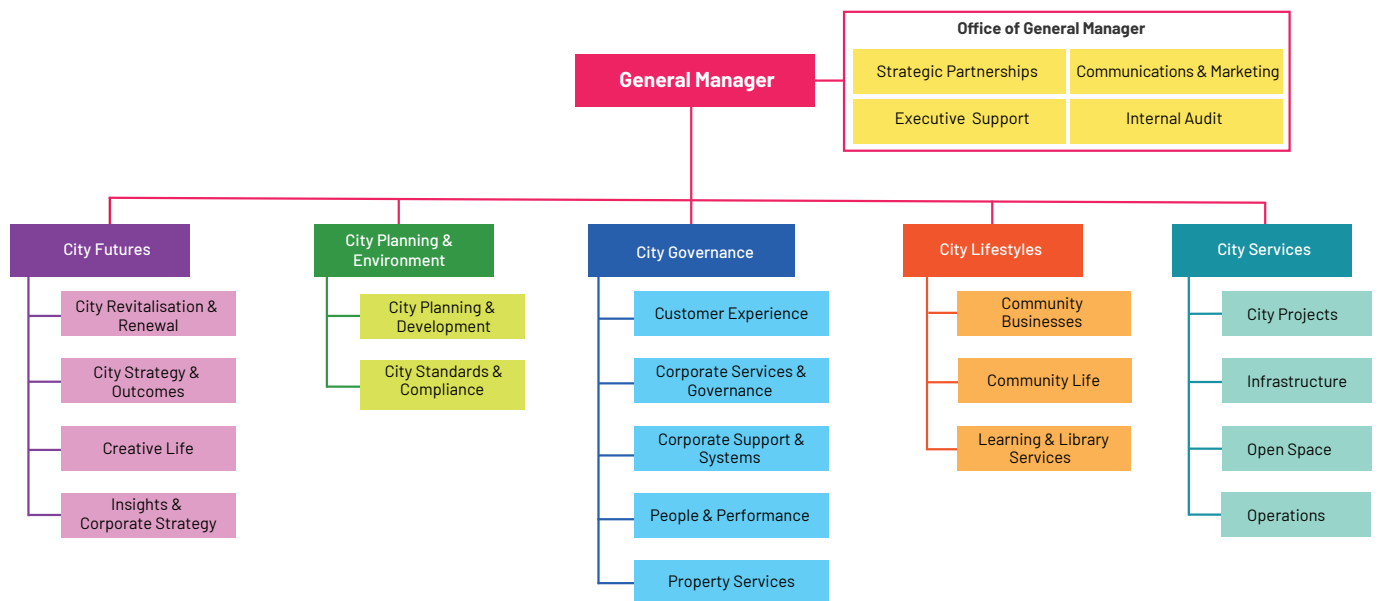 Office of General Manager
General Manager
Strategic Partnerships
Communications & Marketing
Executive Support
Internal Audit
City Futures
City Revitalisation &
Renewal
City Strategy &
Outcomes
Creative Life
Insights &
Corporate Strategy
City Planning &
Environment
City Planning &
Development
City Standards &
Compliance
City Governance
Customer Experience
Corporate Services &
Governance
Corporate Support &
Systems
People & Performance
Property Services
City Lifestyles
Community
Businesses
Community Life
Learning & Library
Services
City Services
City Projects
Infrastructure
Open Space
Operations